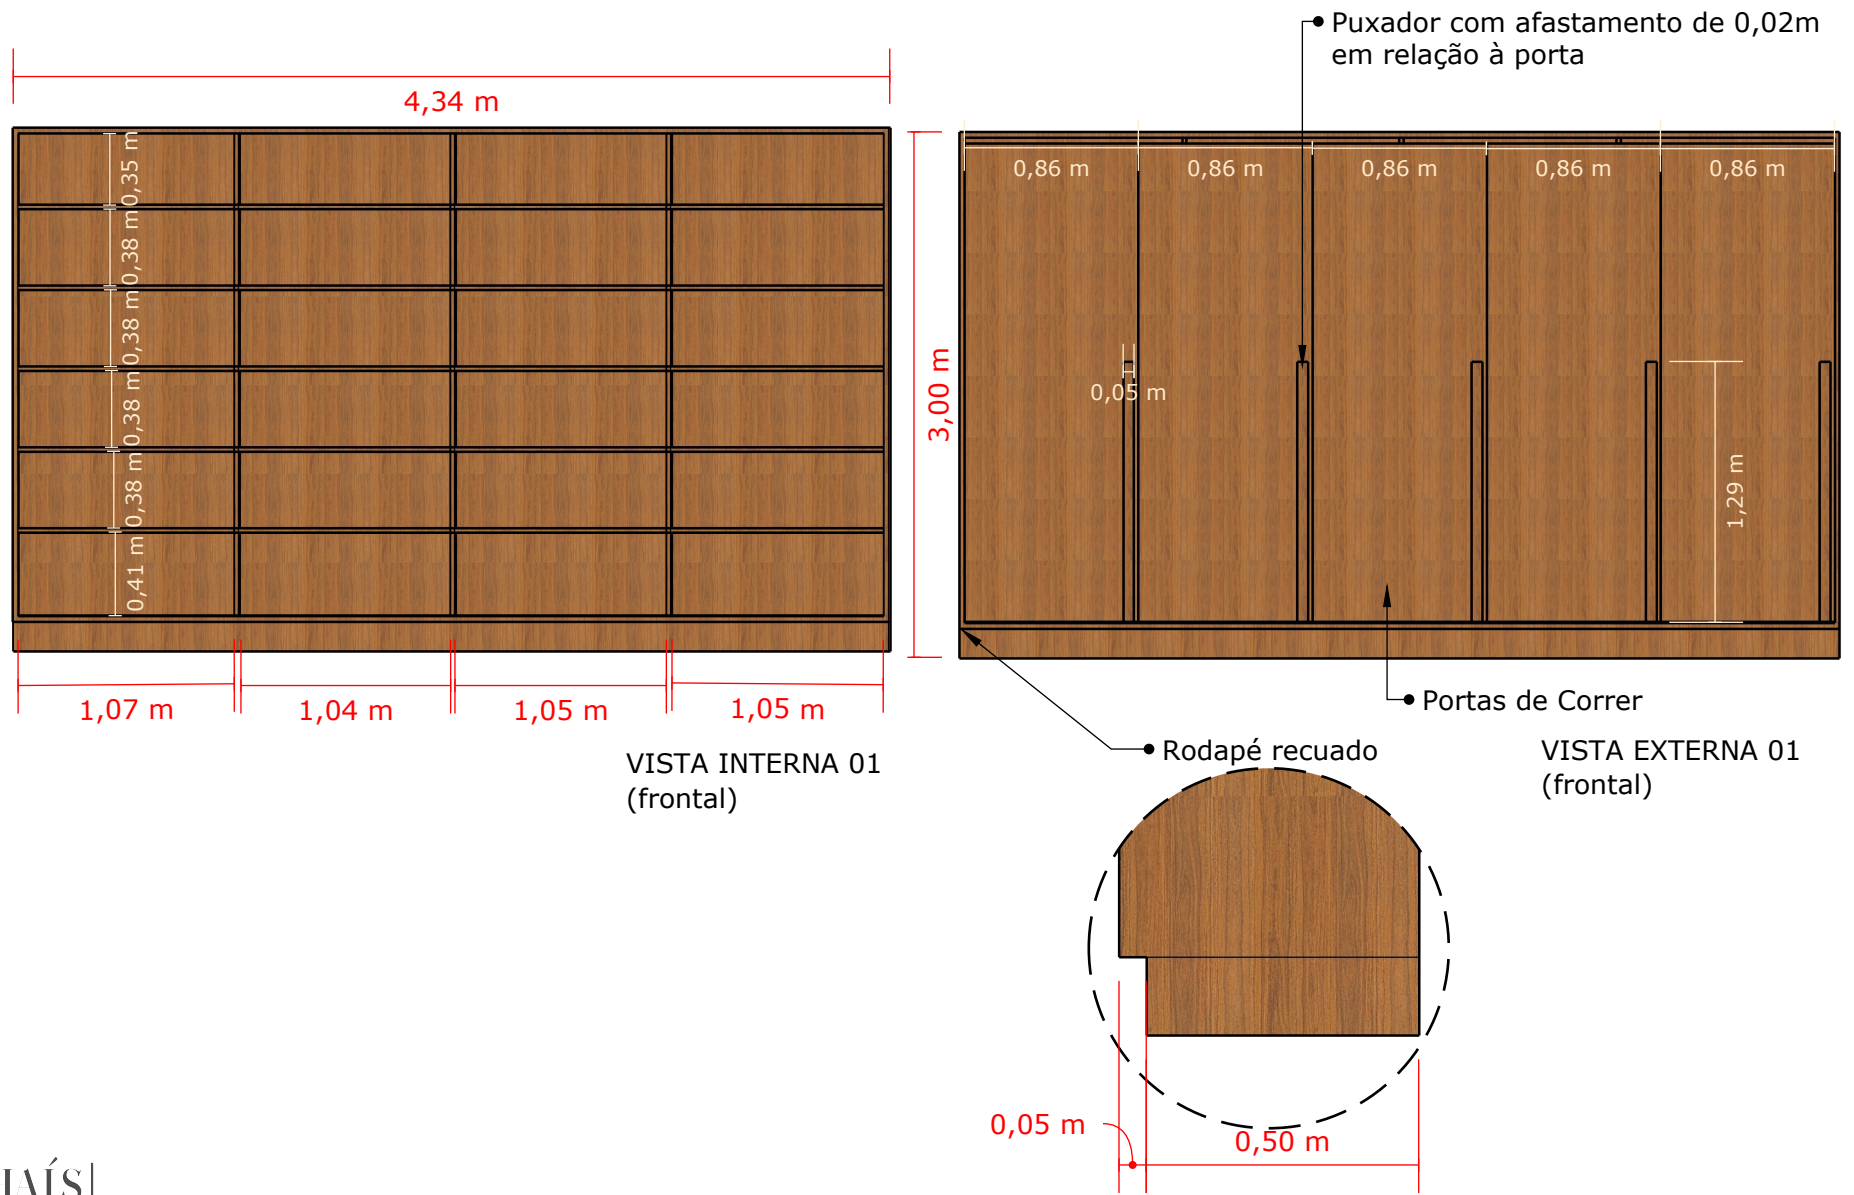 Puxador com afastamento de 0,02m
em relação à porta
4,34 m
0,35 m
0,38 m
0,38 m
0,38 m
0,38 m
0,41 m
1,07 m
1,04 m
1,05 m
1,05 m
VISTA INTERNA 01
(frontal)
3,00 m
0,86 m
0,86 m
0,86 m
0,86 m
0,86 m
0,05 m
1,29 m
Portas de Correr
Rodapé recuado
VISTA EXTERNA 01
(frontal)
0,05 m
0,50 m